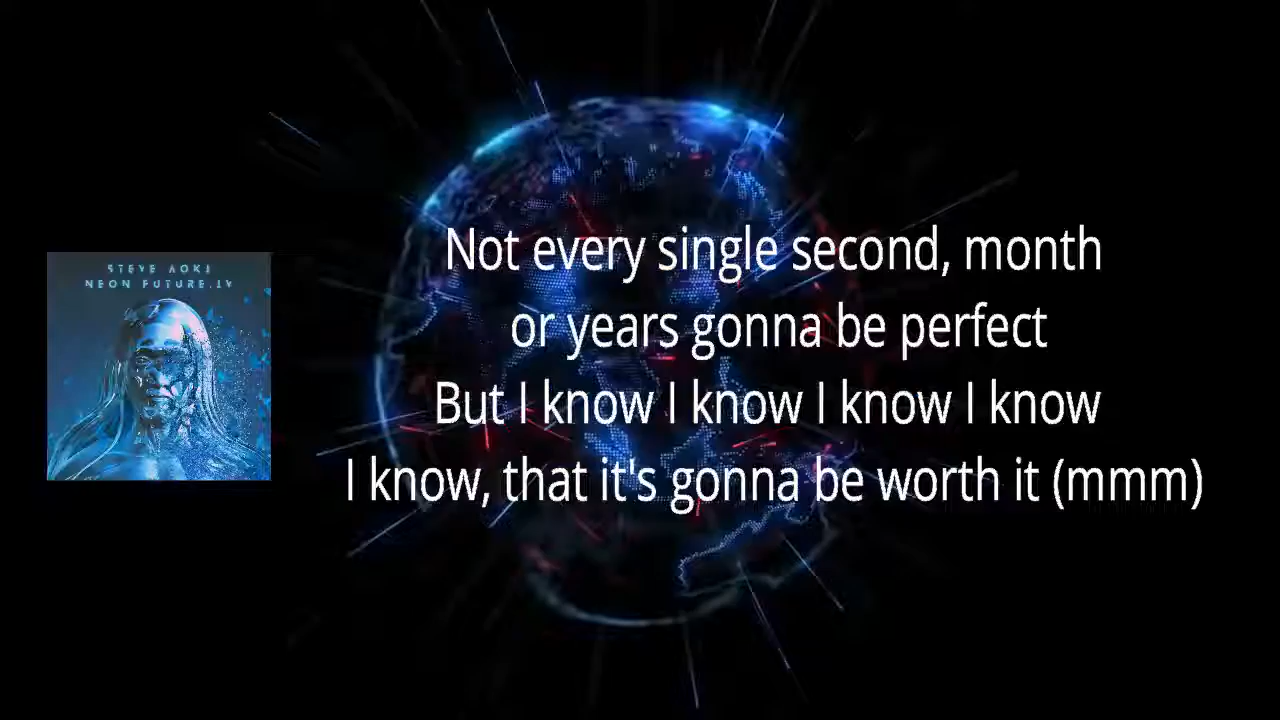 STEVE AOKI
NEON FUTURE.IV
Not every single second, month
or years gonna be perfect
But I know I know I know I know
I know, that it's gonna be worth it (mmm)